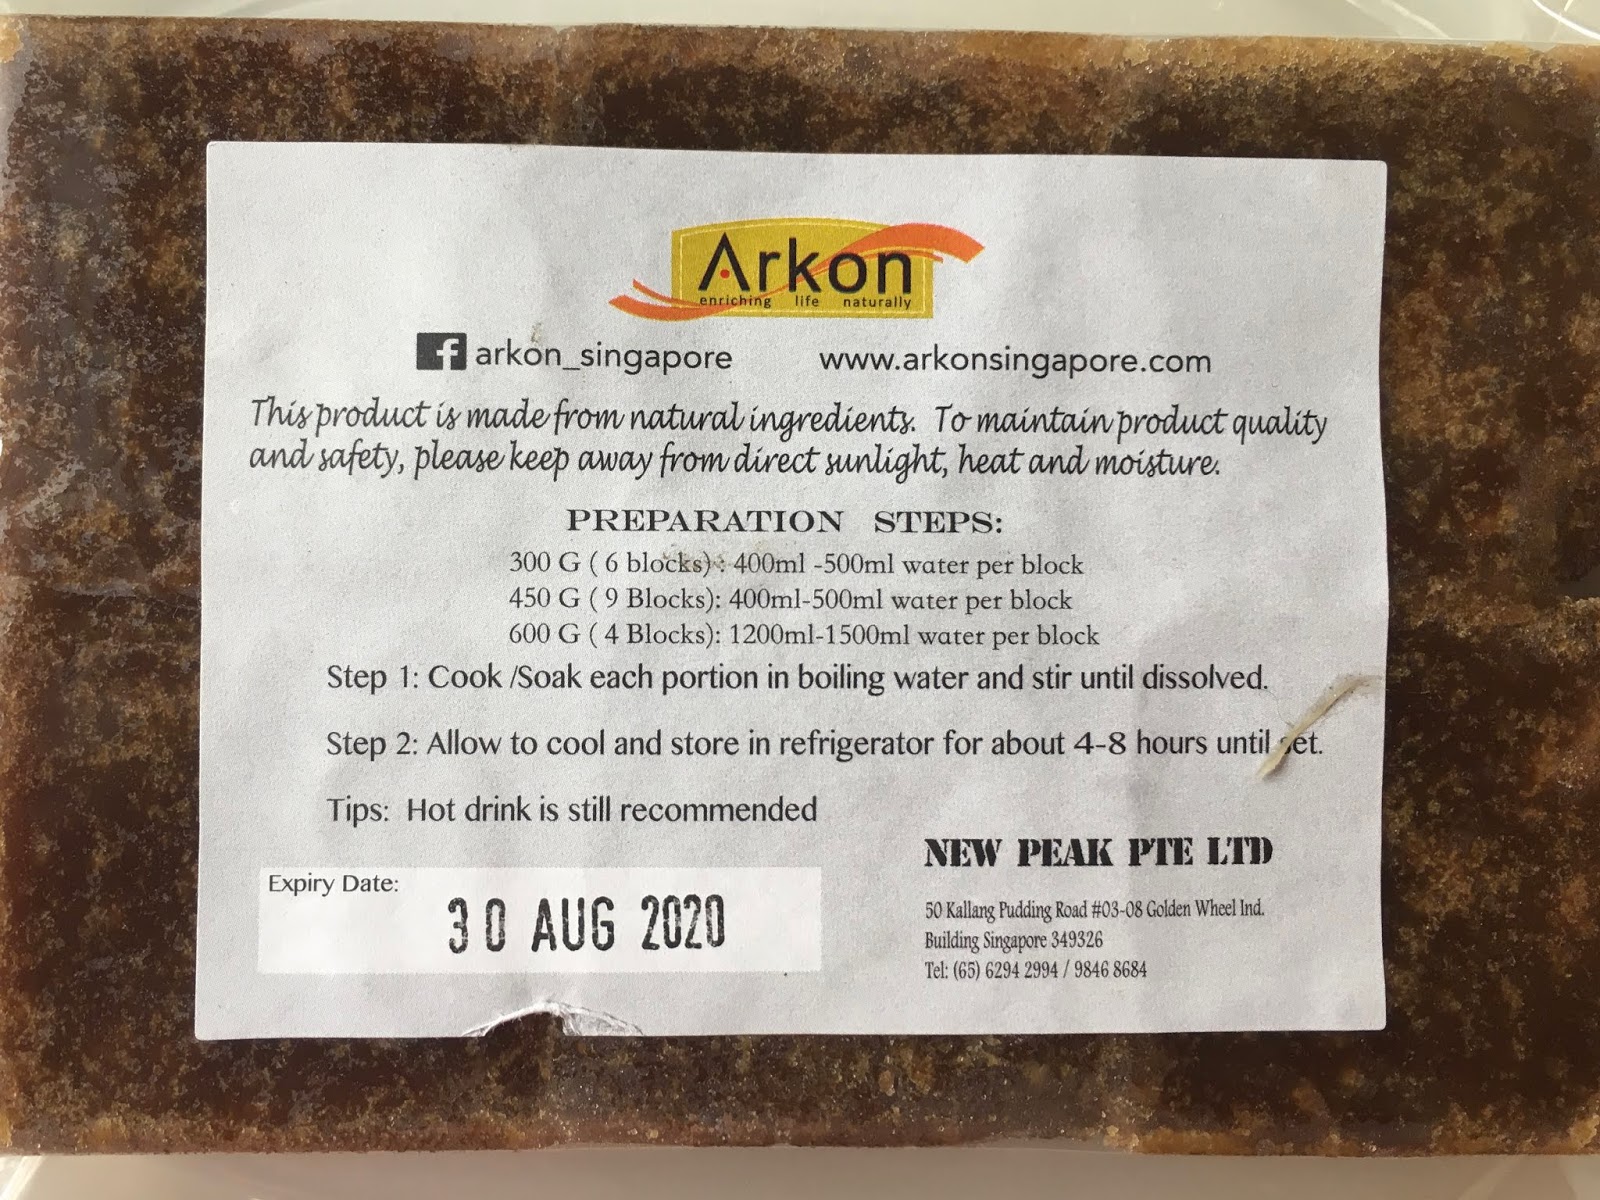 Arkon
enriching life naturally
arkon_singapore www.arkonsingapore.com
This product is made from natural ingredients. To maintain product quality
and safety, please keep away from direct sunlight, heat and moisture.
PREPARATION STEPS:
300 G ( 6 blocks) : 400ml -500ml water per block
450 G ( 9 Blocks): 400ml-500ml water per block
600 G ( 4 Blocks): 1200ml-1500ml water per block
Step 1: Cook /Soak each portion in boiling water and stir until dissolved.
Step 2: Allow to cool and store in refrigerator for about 4-8 hours until set.
Tips: Hot drink is still recommended
Expiry Date:
30 AUG 2020
NEW PEAK PTE LTD
50 Kallang Pudding Road #03-08 Golden Wheel Ind.
Building Singapore 349326
Tel: (65) 6294 2994 / 9846 8684